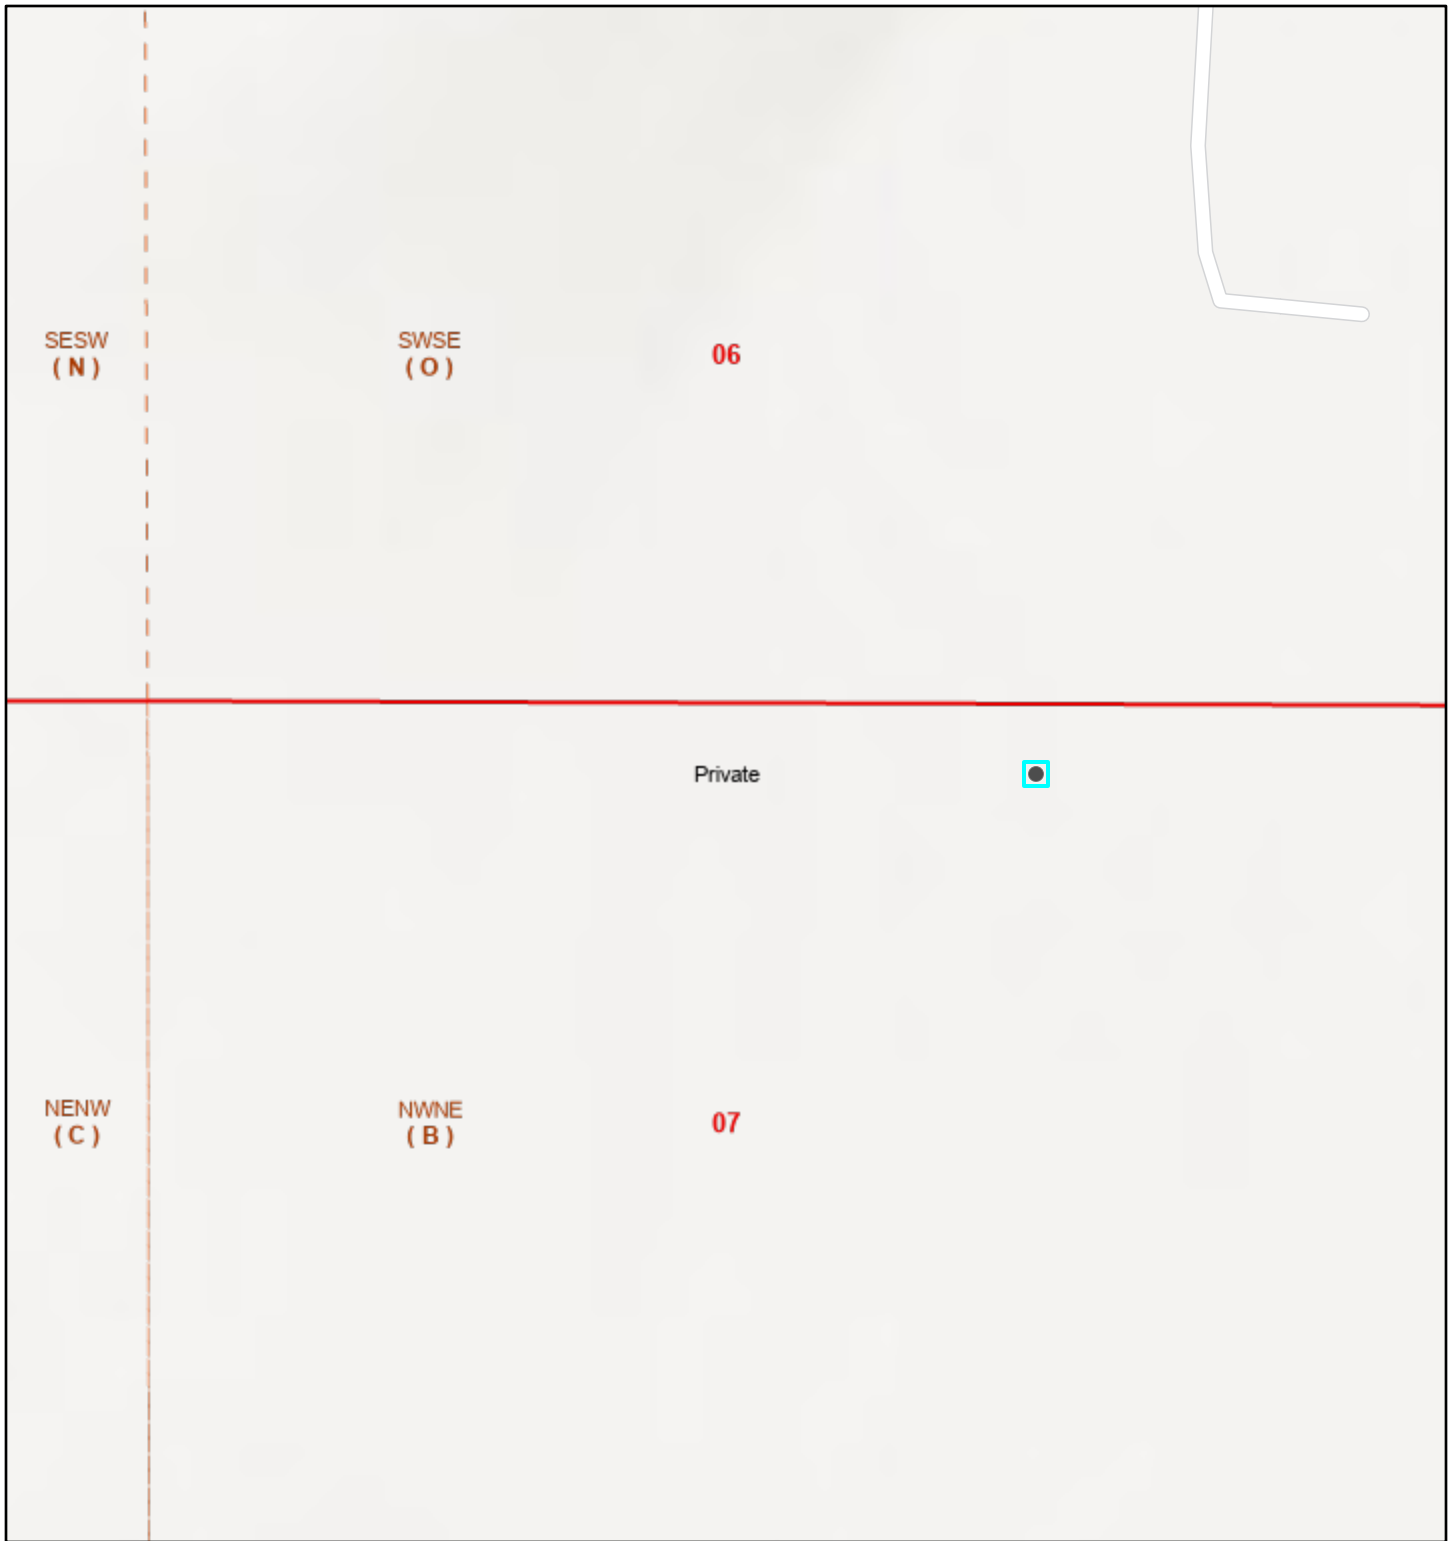 SESW
( N )
SWSE
( O )
06
Private
NENW
( C )
NWNE
( B )
07